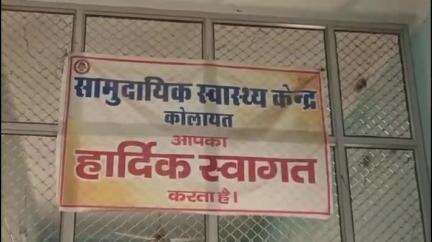 सामुदायिक स्वास्थ्य केन्द्र
कोलायत
आपका
हार्दिक स्वागत
करता है।